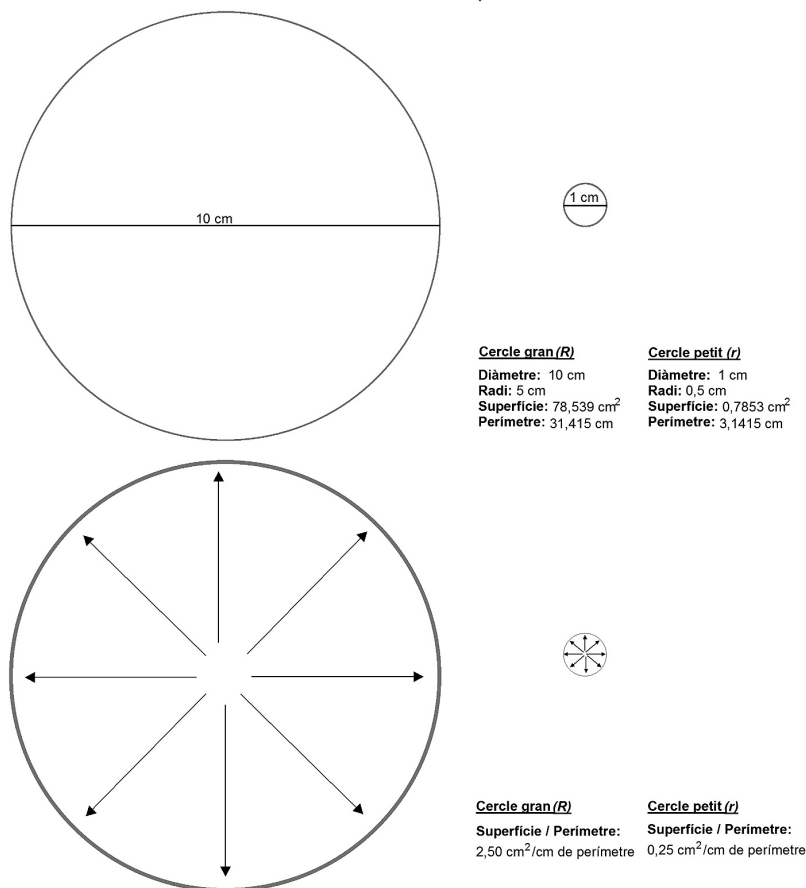 10 cm
1 cm
Cercle gran (R)
Diàmetre: 10 cm
Radi: 5 cm
Superfície: 78,539 cm2
Perímetre: 31,415 cm
Cercle petit (r)
Diàmetre: 1 cm
Radi: 0,5 cm
Superfície: 0,7853 cm2
Perímetre: 3,1415 cm
Cercle gran (R)
Superfície / Perímetre:
2,50 cm2/cm de perímetre
Cercle petit (r)
Superfície / Perímetre:
0,25 cm2/cm de perímetre